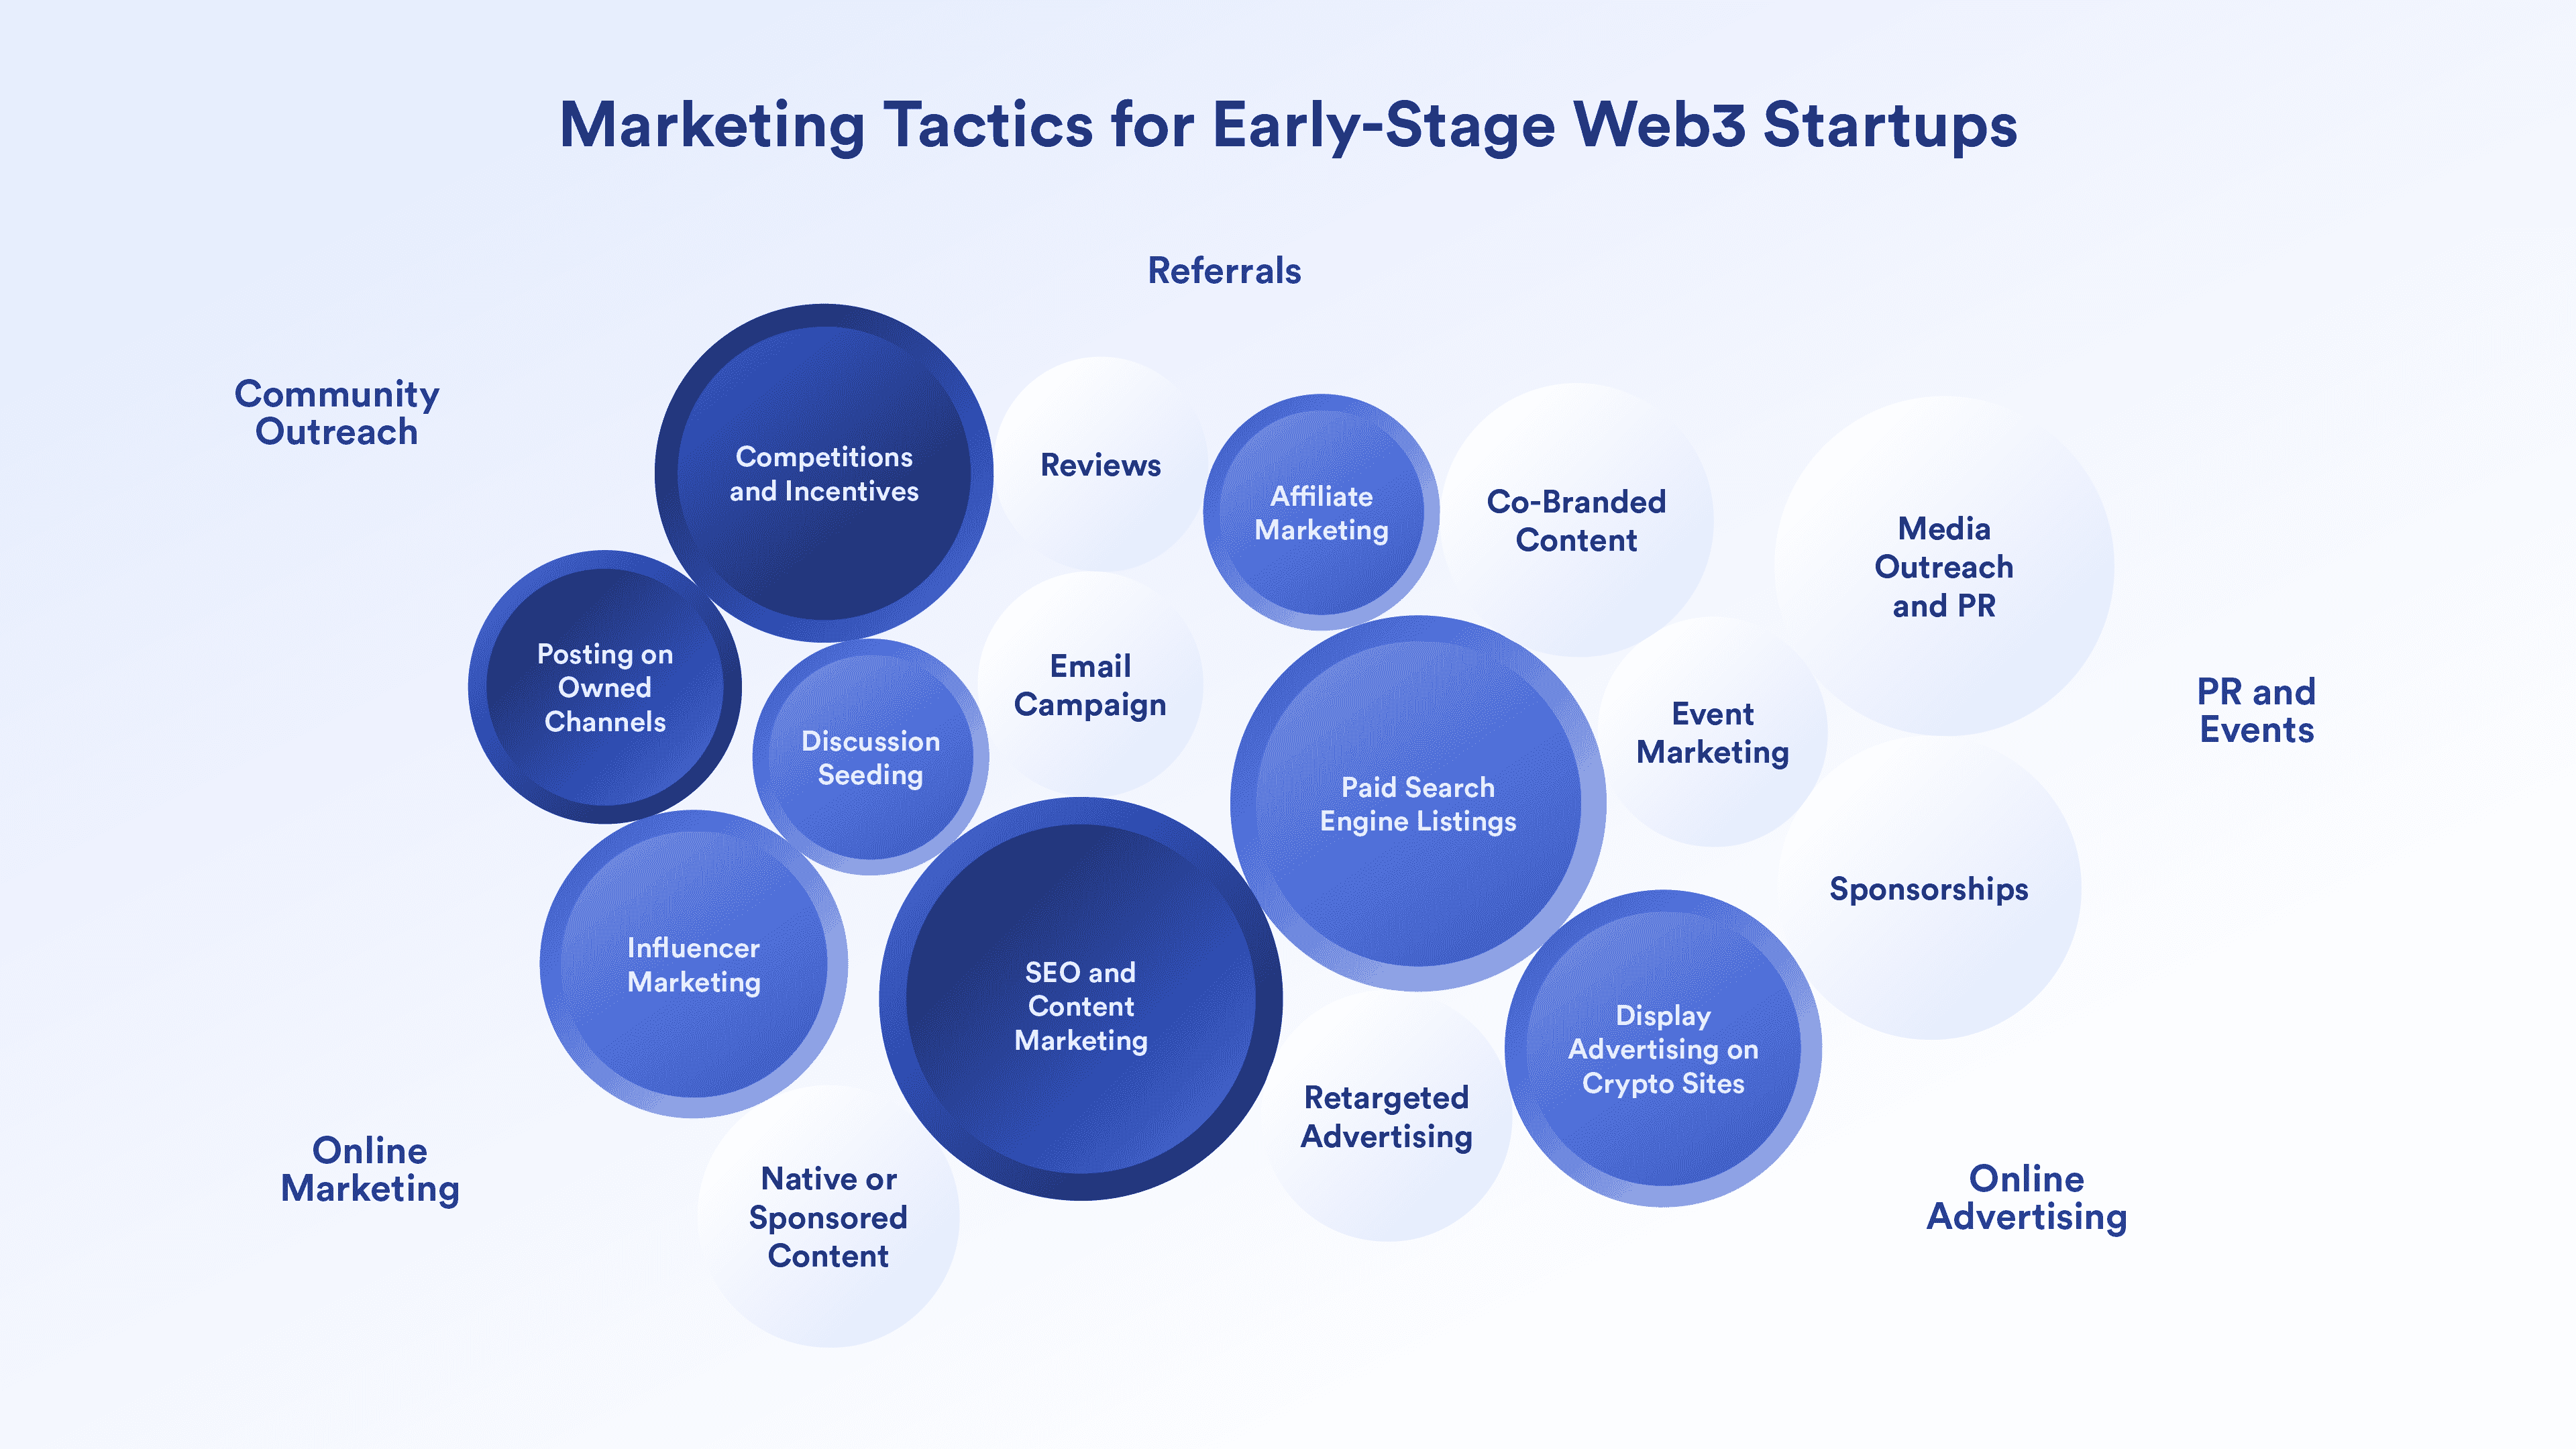 Marketing Tactics for Early-Stage Web3 Startups
Referrals
Community
Outreach
Competitions
and Incentives
Reviews
Affiliate
Marketing
Co-Branded
Content
Media
Outreach
and PR
Posting on
Owned
Channels
Discussion
Seeding
Email
Campaign
Paid Search
Engine Listings
Event
Marketing
PR and
Events
Influencer
Marketing
SEO and
Content
Marketing
Sponsorships
Display
Advertising on
Crypto Sites
Retargeted
Advertising
Online
Marketing
Native or
Sponsored
Content
Online
Advertising